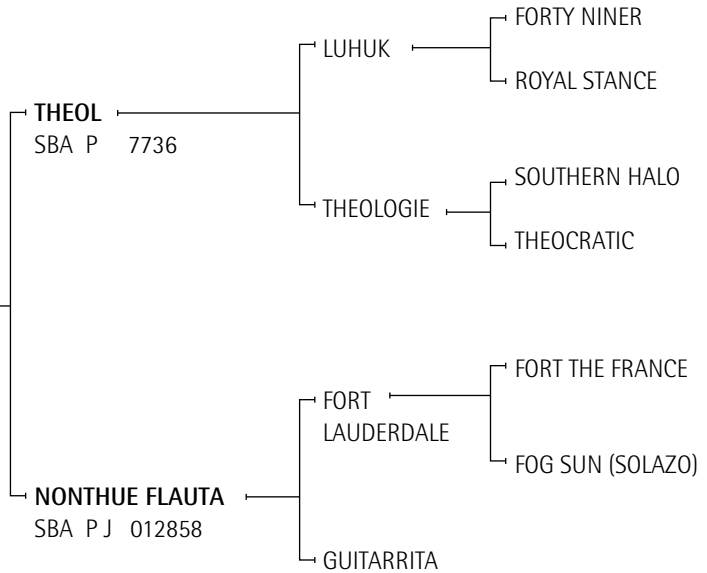 FORTY NINER
LUHUK
ROYAL STANCE
THEOL
SBA P 7736
SOUTHERN HALO
THEOLOGIE
THEOCRATIC
FORT THE FRANCE
FORT
LAUDERDALE
FOG SUN (SOLAZO)
NONTHUE FLAUTA
SBA P J 012858
GUITARRITA